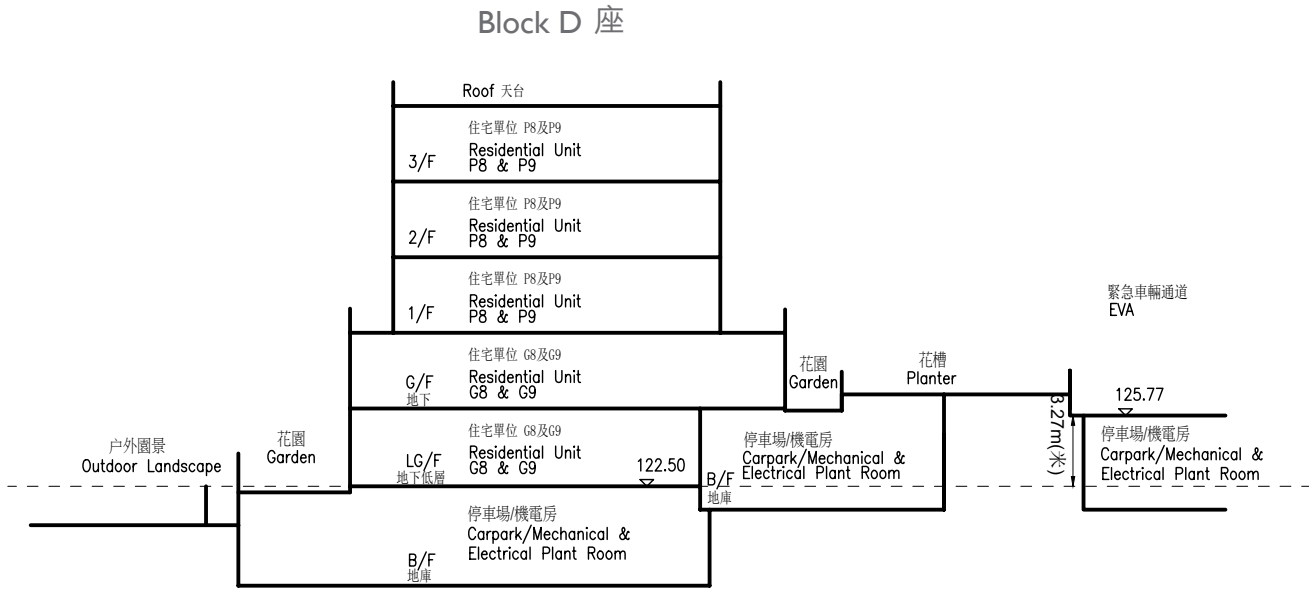 Block D 座
Roof 天台
住宅單位 P8及P9
Residential Unit
3/F P8 & P9
住宅單位 P8及P9
Residential Unit
2/F P8 & P9
住宅單位 P8及P9
Residential Unit
1/F P8 & P9
緊急車輛通道
EVA
住宅單位 G8及G9
Residential Unit
G/F G8 & G9
地下
花園
Garden
花槽
Planter
125.77
3.27m(米)
户外園景
Outdoor Landscape
花園
Garden
住宅單位 G8及G9
Residential Unit
LG/F G8 & G9
地下低層
122.50
停車場/機電房
Carpark/Mechanical &
Electrical Plant Room
B/F
地庫
停車場/機電房
Carpark/Mechanical &
Electrical Plant Room
停車場/機電房
Carpark/Mechanical &
Electrical Plant Room
B/F
地庫